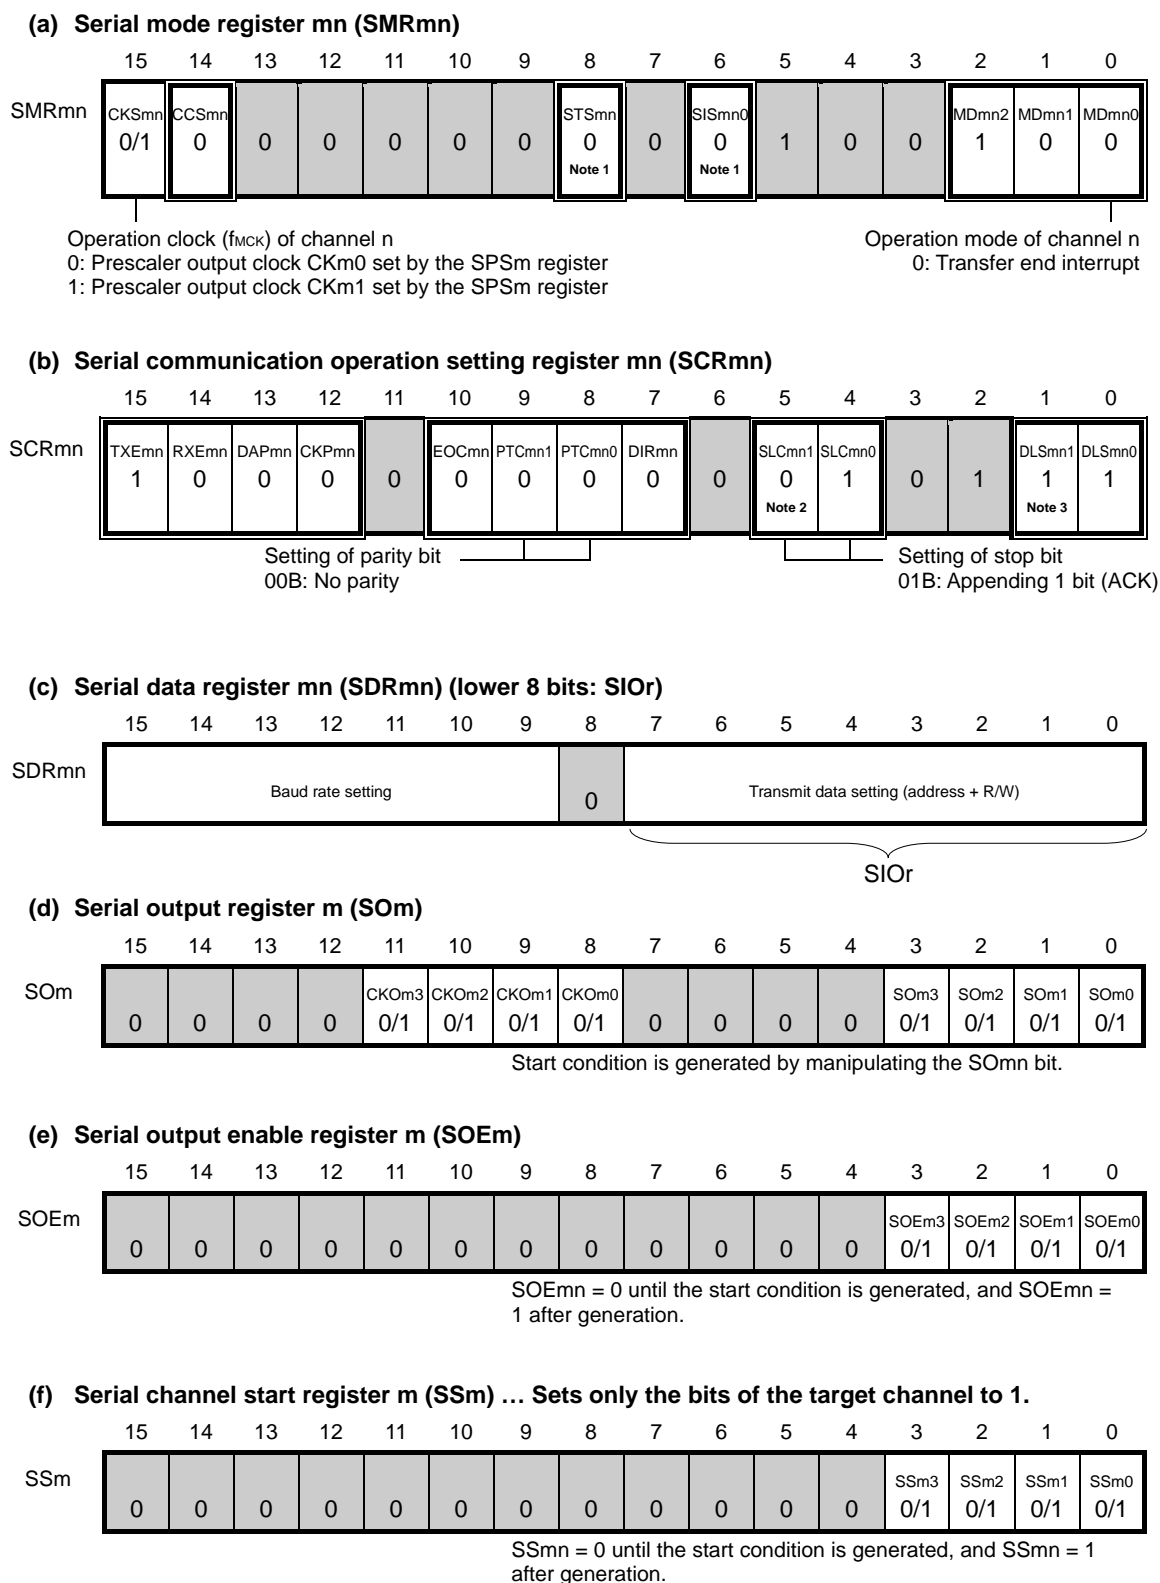 (a) Serial mode register mn (SMRmn)
15 14 13 12 11 10 9 8 7 6 5 4 3 2 1 0
SMRmn
CKSmn CCSmn STSmn SISmn0 MDmn2 MDmn1 MDmn0
0/1 0 0 0 0 0 0 0 0 0 1 0 0 1 0 0
Note 1 Note 1
Operation clock (fMCK) of channel n
0: Prescaler output clock CKm0 set by the SPSm register
1: Prescaler output clock CKm1 set by the SPSm register
Operation mode of channel n
0: Transfer end interrupt
(b) Serial communication operation setting register mn (SCRmn)
15 14 13 12 11 10 9 8 7 6 5 4 3 2 1 0
SCRmn
TXEmn RXEmn DAPmn CKPmn EOCmn PTCmn1 PTCmn0 DIRmn SLCmn1 SLCmn0 DLSmn1 DLSmn0
1 0 0 0 0 0 0 0 0 0 0 1 0 1 1 1
Note 2 Note 3
Setting of parity bit
00B: No parity
Setting of stop bit
01B: Appending 1 bit (ACK)
(c) Serial data register mn (SDRmn) (lower 8 bits: SIOr)
15 14 13 12 11 10 9 8 7 6 5 4 3 2 1 0
SDRmn
Baud rate setting 0 Transmit data setting (address + R/W)
SIOr
(d) Serial output register m (SOm)
15 14 13 12 11 10 9 8 7 6 5 4 3 2 1 0
SOm
CKOm3 CKOm2 CKOm1 CKOm0 SOm3 SOm2 SOm1 SOm0
0 0 0 0 0/1 0/1 0/1 0/1 0 0 0 0 0/1 0/1 0/1 0/1
Start condition is generated by manipulating the SOmn bit.
(e) Serial output enable register m (SOEm)
15 14 13 12 11 10 9 8 7 6 5 4 3 2 1 0
SOEm
SOEm3 SOEm2 SOEm1 SOEm0
0 0 0 0 0 0 0 0 0 0 0 0 0/1 0/1 0/1 0/1
SOEmn = 0 until the start condition is generated, and SOEmn =
1 after generation.
(f) Serial channel start register m (SSm) … Sets only the bits of the target channel to 1.
15 14 13 12 11 10 9 8 7 6 5 4 3 2 1 0
SSm
SSm3 SSm2 SSm1 SSm0
0 0 0 0 0 0 0 0 0 0 0 0 0/1 0/1 0/1 0/1
SSmn = 0 until the start condition is generated, and SSmn = 1
after generation.